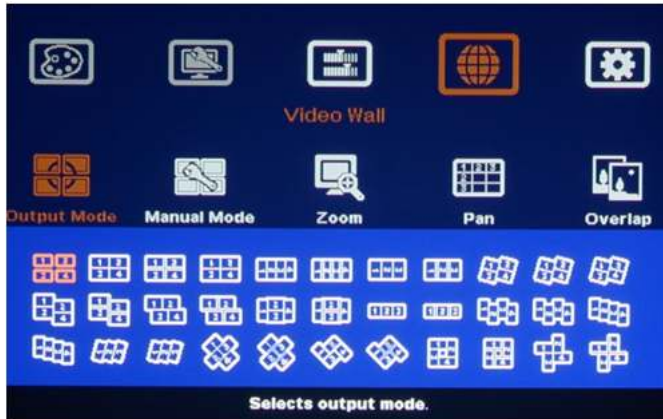 Video Wall
Output Mode
Manual Mode
Zoom
Pan
Overlap
Selects output mode.